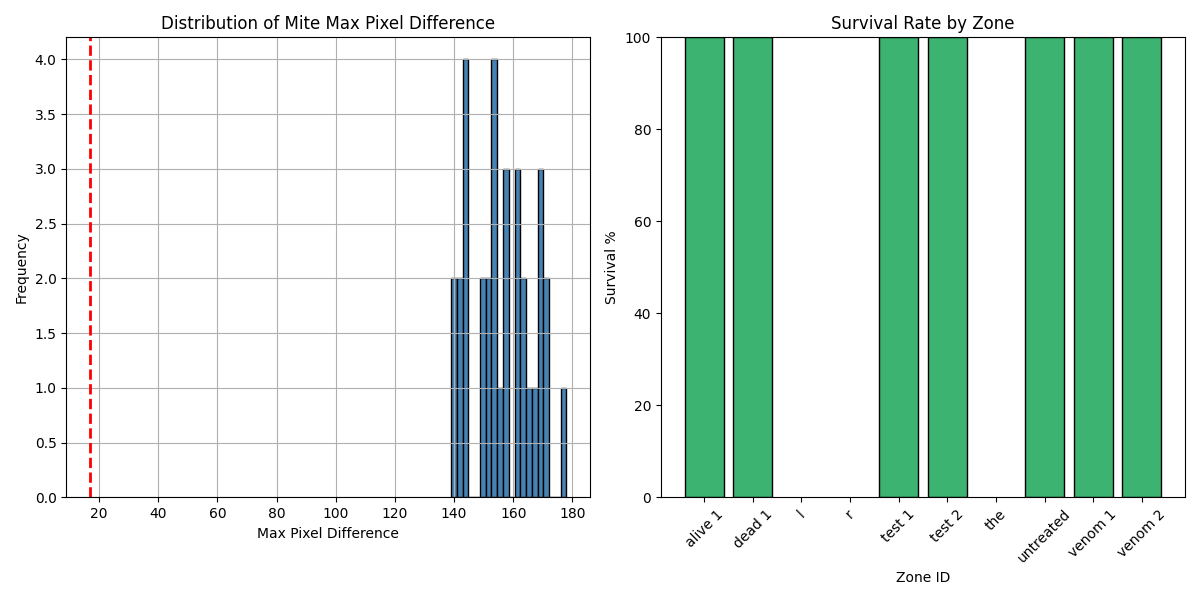 Distribution of Mite Max Pixel Difference
Frequency
4.0
3.5
3.0
2.5
2.0
1.5
1.0
0.5
0.0
20 40 60 80 100 120 140 160 180
Max Pixel Difference
Survival Rate by Zone
Survival %
100
80
60
40
20
0
alive 1 dead 1 l r test 1 test 2 the untreated venom 1 venom 2
Zone ID